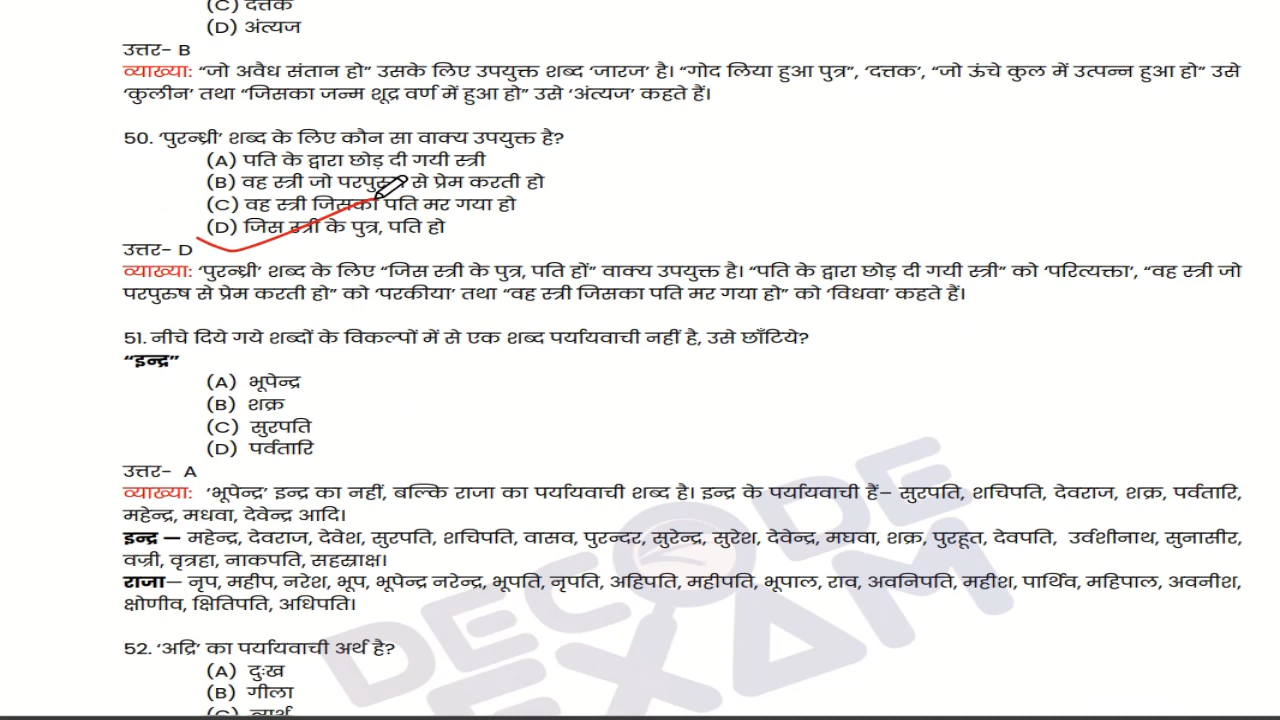 (C) दत्तक
(D) अंत्यज
उत्तर- B
व्याख्या: “जो अवैध संतान हो” उसके लिए उपयुक्त शब्द ‘जारज’ है। “गोद लिया हुआ पुत्र”, ‘दत्तक’, “जो ऊंचे कुल में उत्पन्न हुआ हो” उसे
‘कुलीन’ तथा “जिसका जन्म शूद्र वर्ण में हुआ हो” उसे ‘अंत्यज’ कहते हैं।
50. ‘पुरन्ध्री’ शब्द के लिए कौन सा वाक्य उपयुक्त है?
(A) पति के द्वारा छोड़ दी गयी स्त्री
(B) वह स्त्री जो परपुरुष से प्रेम करती हो
(C) वह स्त्री जिसका पति मर गया हो
(D) जिस स्त्री के पुत्र, पति हो
उत्तर- D
व्याख्या: ‘पुरन्ध्री’ शब्द के लिए “जिस स्त्री के पुत्र, पति हों” वाक्य उपयुक्त है। “पति के द्वारा छोड़ दी गयी स्त्री” को ‘परित्यक्ता’, “वह स्त्री जो
परपुरुष से प्रेम करती हो” को ‘परकीया’ तथा “वह स्त्री जिसका पति मर गया हो” को ‘विधवा’ कहते हैं।
51. नीचे दिये गये शब्दों के विकल्पों में से एक शब्द पर्यायवाची नहीं है, उसे छाँटिये?
“इन्द्र”
(A) भूपेन्द्र
(B) शक्र
(C) सुरपति
(D) पर्वतारि
उत्तर- A
व्याख्या: ‘भूपेन्द्र’ इन्द्र का नहीं, बल्कि राजा का पर्यायवाची शब्द है। इन्द्र के पर्यायवाची हैं– सुरपति, शचिपति, देवराज, शक्र, पर्वतारि,
महेन्द्र, मधवा, देवेन्द्र आदि।
इन्द्र — महेन्द्र, देवराज, देवेश, सुरपति, शचिपति, वासव, पुरन्दर, सुरेन्द्र, सुरेश, देवेन्द्र, मघवा, शक्र, पुरहूत, देवपति, उर्वशीनाथ, सुनासीर,
वज्री, वृत्रहा, नाकपति, सहस्राक्ष।
राजा— नृप, महीप, नरेश, भूप, भूपेन्द्र नरेन्द्र, भूपति, नृपति, अहिपति, महीपति, भूपाल, राव, अवनिपति, महीश, पार्थिव, महिपाल, अवनीश,
क्षोणीव, क्षितिपति, अधिपति।
52. ‘अद्रि’ का पर्यायवाची अर्थ है?
(A) दुःख
(B) गीला
(C) व्यर्थ
DECODE
EXAM